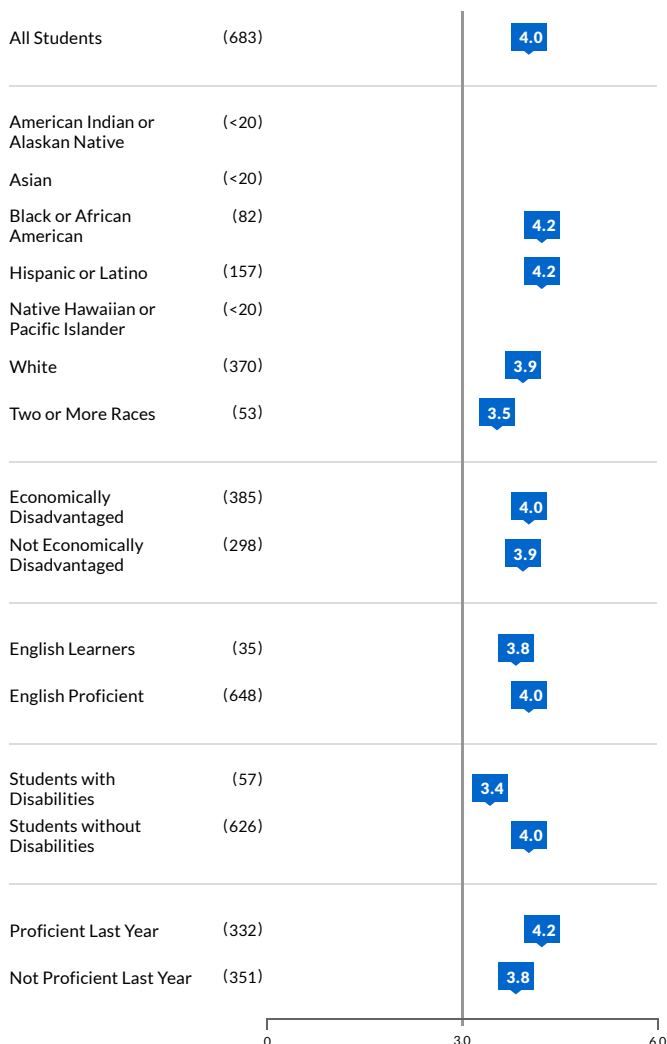 All Students (683) 4.0
American Indian or (<20)
Alaskan Native
Asian (<20)
Black or African (82) 4.2
American
Hispanic or Latino (157) 4.2
Native Hawaiian or (<20)
Pacific Islander
White (370) 3.9
Two or More Races (53) 3.5
Economically (385) 4.0
Disadvantaged
Not Economically (298) 3.9
Disadvantaged
English Learners (35) 3.8
English Proficient (648) 4.0
Students with (57) 3.4
Disabilities
Students without (626) 4.0
Disabilities
Proficient Last Year (332) 4.2
Not Proficient Last Year (351) 3.8
0 3.0 6.0